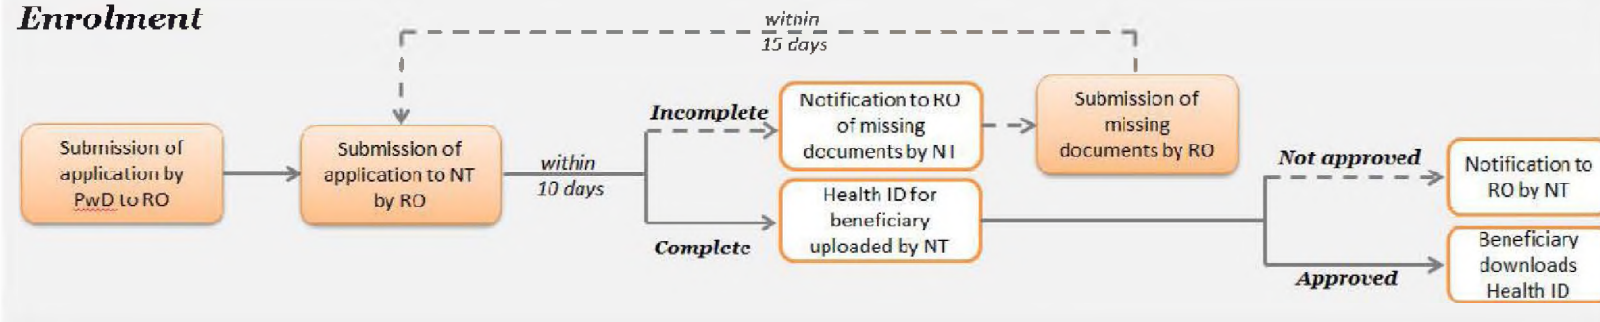 Enrolment
within
15 days
Submission of
application by
PwD to RO
Submission of
application to NT
by RO
within
10 days
Incomplete
Notification to RO
of missing
documents by NT
Submission of
missing
documents by RO
Complete
Health ID for
beneficiary
uploaded by NT
Not approved
Notification to
RO by NT
Approved
Beneficiary
downloads
Health ID